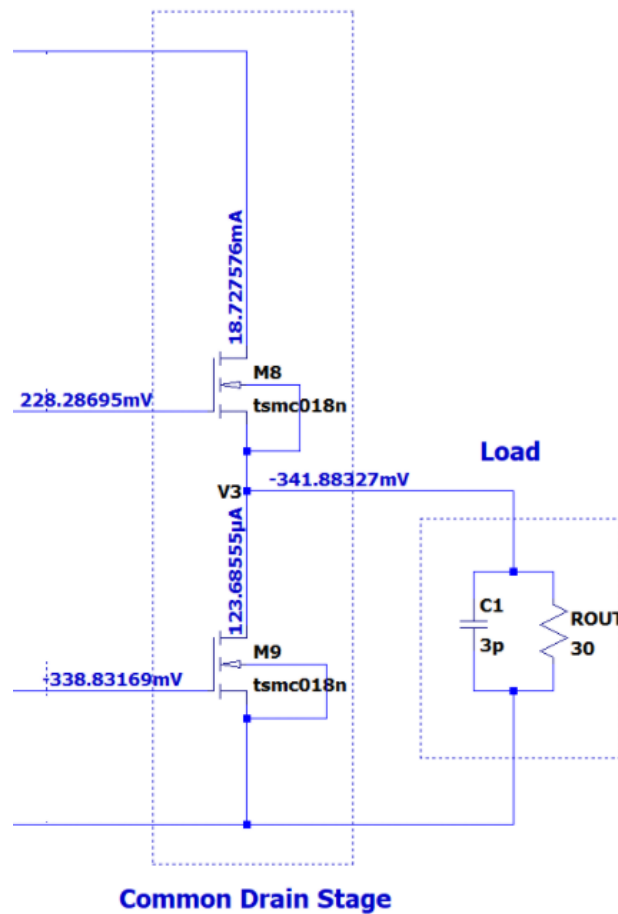 18.727576mA
M8
tsmc018n
228.28695mV
Load
V3
-341.88327mV
123.68555µA
C1
3p
ROUT
30
M9
tsmc018n
-338.83169mV
Common Drain Stage